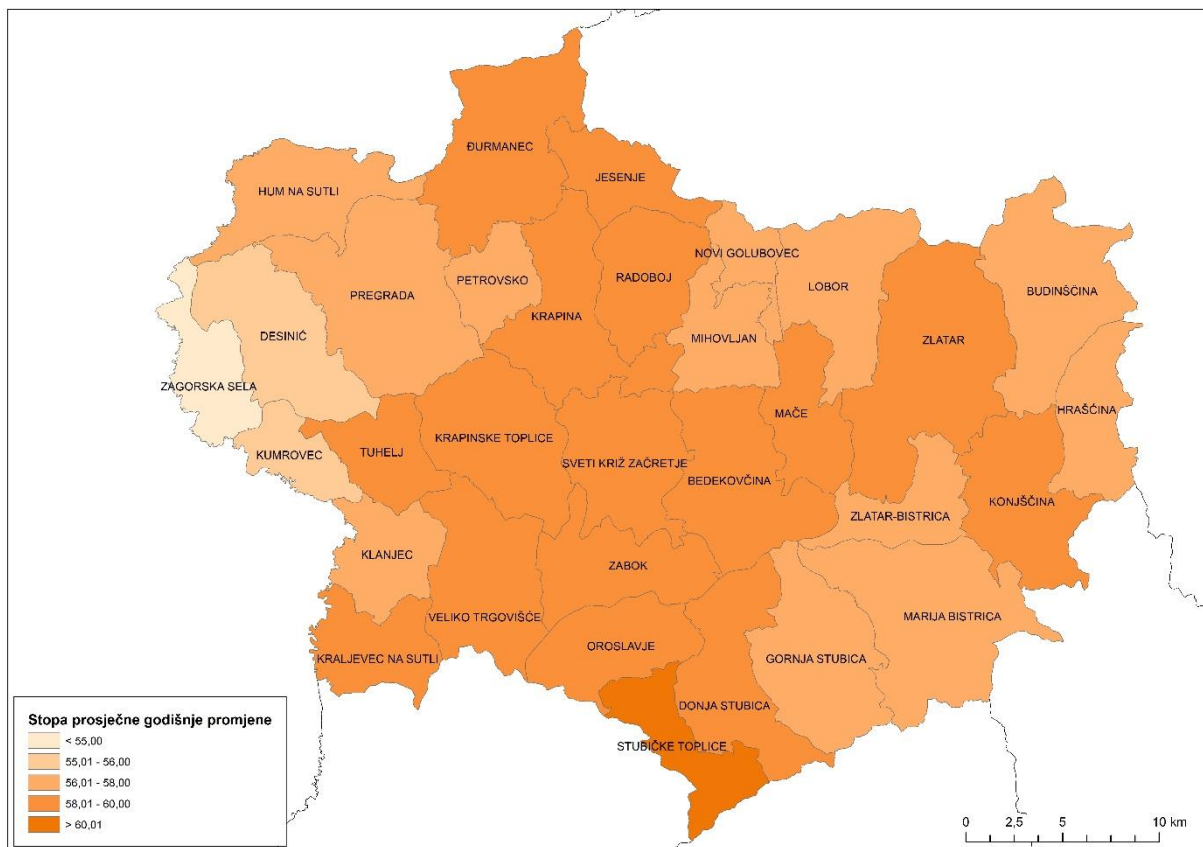 ĐURMANEC
JESENJE
HUM NA SUTLI
NOVI GOLUBOVEC
PETROVSKO
RADOBOJ
LOBOR
BUDINŠĆINA
PREGRADA
KRAPINA
DESINIĆ
MIHOVLJAN
ZLATAR
ZAGORSKA SELA
MAČE
HRAŠĆINA
KRAPINSKE TOPLICE
TUHELJ
KUMROVEC
SVETI KRIŽ ZAČRETJE
BEDEKOVČINA
KONJŠĆINA
ZLATAR-BISTRICA
KLANJEC
ZABOK
VELIKO TRGOVIŠĆE
MARIJA BISTRICA
OROSLAVJE
KRALJEVEC NA SUTLI
GORNJA STUBICA
DONJA STUBICA
STUBIČKE TOPLICE
Stopa prosječne godišnje promjene
< 55,00
55,01 - 56,00
56,01 - 58,00
58,01 - 60,00
> 60,01
0 2,5 5 10 km